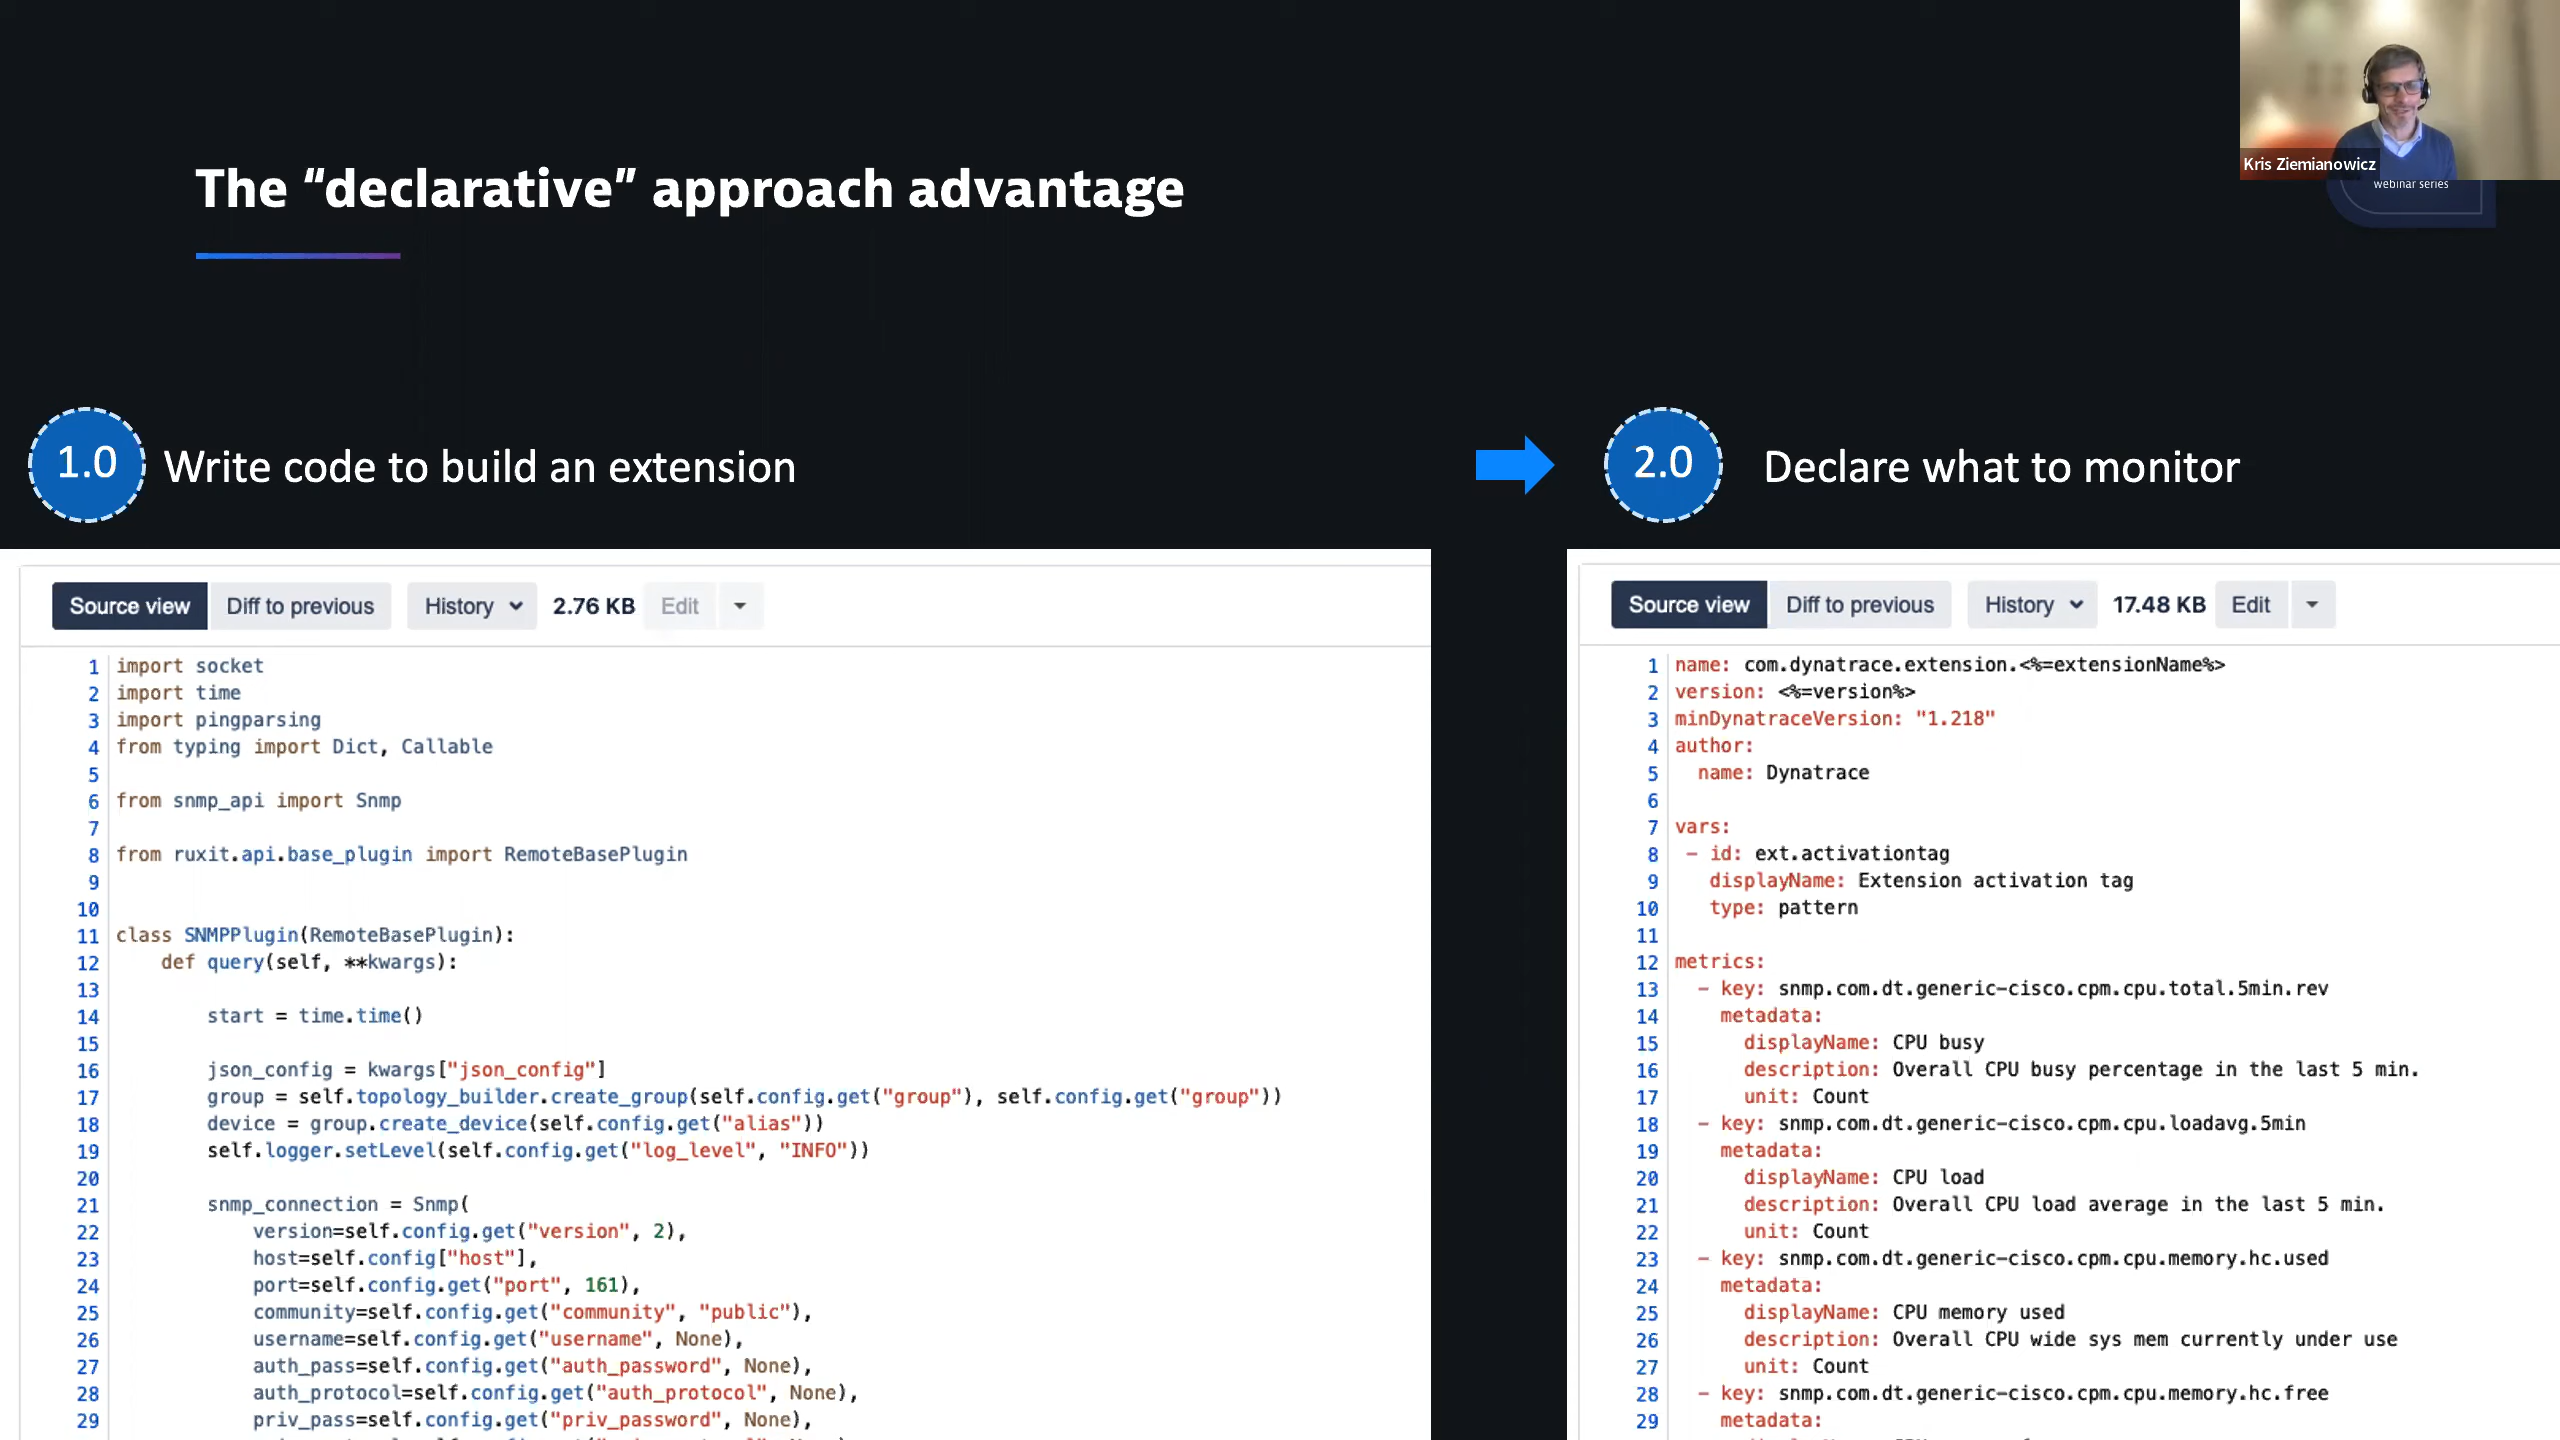 Kris Ziemianowicz
webinar series
The “declarative” approach advantage
1.0 Write code to build an extension
2.0 Declare what to monitor
Source view Diff to previous History 2.76 KB Edit
1 import socket
2 import time
3 import pingparsing
4 from typing import Dict, Callable
5
6 from snmp_api import Snmp
7
8 from ruxit.api.base_plugin import RemoteBasePlugin
9
10
11 class SNMPPlugin(RemoteBasePlugin):
12     def query(self, **kwargs):
13
14         start = time.time()
15
16         json_config = kwargs["json_config"]
17         group = self.topology_builder.create_group(self.config.get("group"), self.config.get("group"))
18         device = group.create_device(self.config.get("alias"))
19         self.logger.setLevel(self.config.get("log_level", "INFO"))
20
21         snmp_connection = Snmp(
22             version=self.config.get("version", 2),
23             host=self.config["host"],
24             port=self.config.get("port", 161),
25             community=self.config.get("community", "public"),
26             username=self.config.get("username", None),
27             auth_pass=self.config.get("auth_password", None),
28             auth_protocol=self.config.get("auth_protocol", None),
29             priv_pass=self.config.get("priv_password", None),
Source view Diff to previous History 17.48 KB Edit
1 name: com.dynatrace.extension.<%=extensionName%>
2 version: <%=version%>
3 minDynatraceVersion: "1.218"
4 author:
5   name: Dynatrace
6
7 vars:
8  - id: ext.activationtag
9    displayName: Extension activation tag
10    type: pattern
11
12 metrics:
13   - key: snmp.com.dt.generic-cisco.cpm.cpu.total.5min.rev
14     metadata:
15       displayName: CPU busy
16       description: Overall CPU busy percentage in the last 5 min.
17       unit: Count
18   - key: snmp.com.dt.generic-cisco.cpm.cpu.loadavg.5min
19     metadata:
20       displayName: CPU load
21       description: Overall CPU load average in the last 5 min.
22       unit: Count
23   - key: snmp.com.dt.generic-cisco.cpm.cpu.memory.hc.used
24     metadata:
25       displayName: CPU memory used
26       description: Overall CPU wide sys mem currently under use
27       unit: Count
28   - key: snmp.com.dt.generic-cisco.cpm.cpu.memory.hc.free
29     metadata: